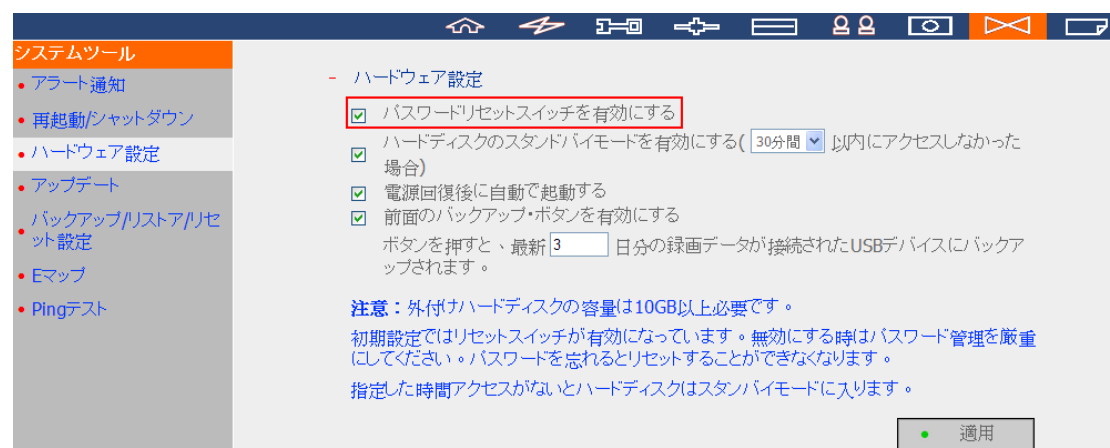 システムツール
• アラート通知
• 再起動/シャットダウン
• ハードウェア設定
• アップデート
• バックアップ/リストア/リセ
ット設定
• Eマップ
• Pingテスト
- ハードウェア設定
パスワードリセットスイッチを有効にする
ハードディスクのスタンドバイモードを有効にする( 30分間 以内にアクセスしなかった
場合)
電源回復後に自動で起動する
前面のバックアップ・ボタンを有効にする
ボタンを押すと、最新 3 日分の録画データが接続されたUSBデバイスにバックア
ップされます。
注意：外付けハードディスクの容量は10GB以上必要です。
初期設定ではリセットスイッチが有効になっています。無効にする時はパスワード管理を厳重
にしてください。パスワードを忘れるとリセットすることができなくなります。
指定した時間アクセスがないとハードディスクはスタンバイモードに入ります。
適用